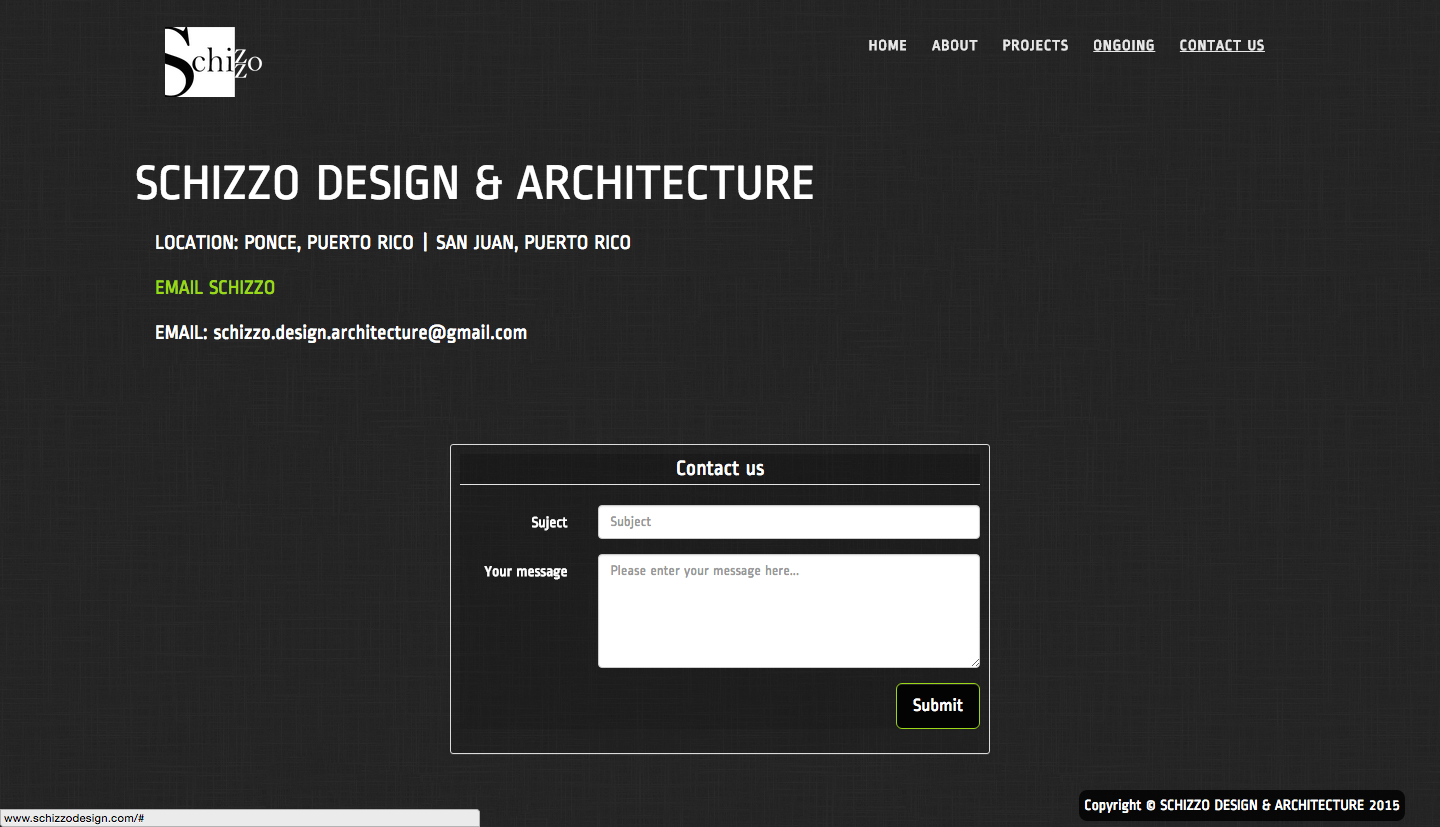 Schizzo
HOME ABOUT PROJECTS ONGOING CONTACT US
SCHIZZO DESIGN & ARCHITECTURE
LOCATION: PONCE, PUERTO RICO | SAN JUAN, PUERTO RICO
EMAIL SCHIZZO
EMAIL: schizzo.design.architecture@gmail.com
Contact us
Suject Subject
Your message Please enter your message here...
Submit
Copyright © SCHIZZO DESIGN & ARCHITECTURE 2015
www.schizzodesign.com/#